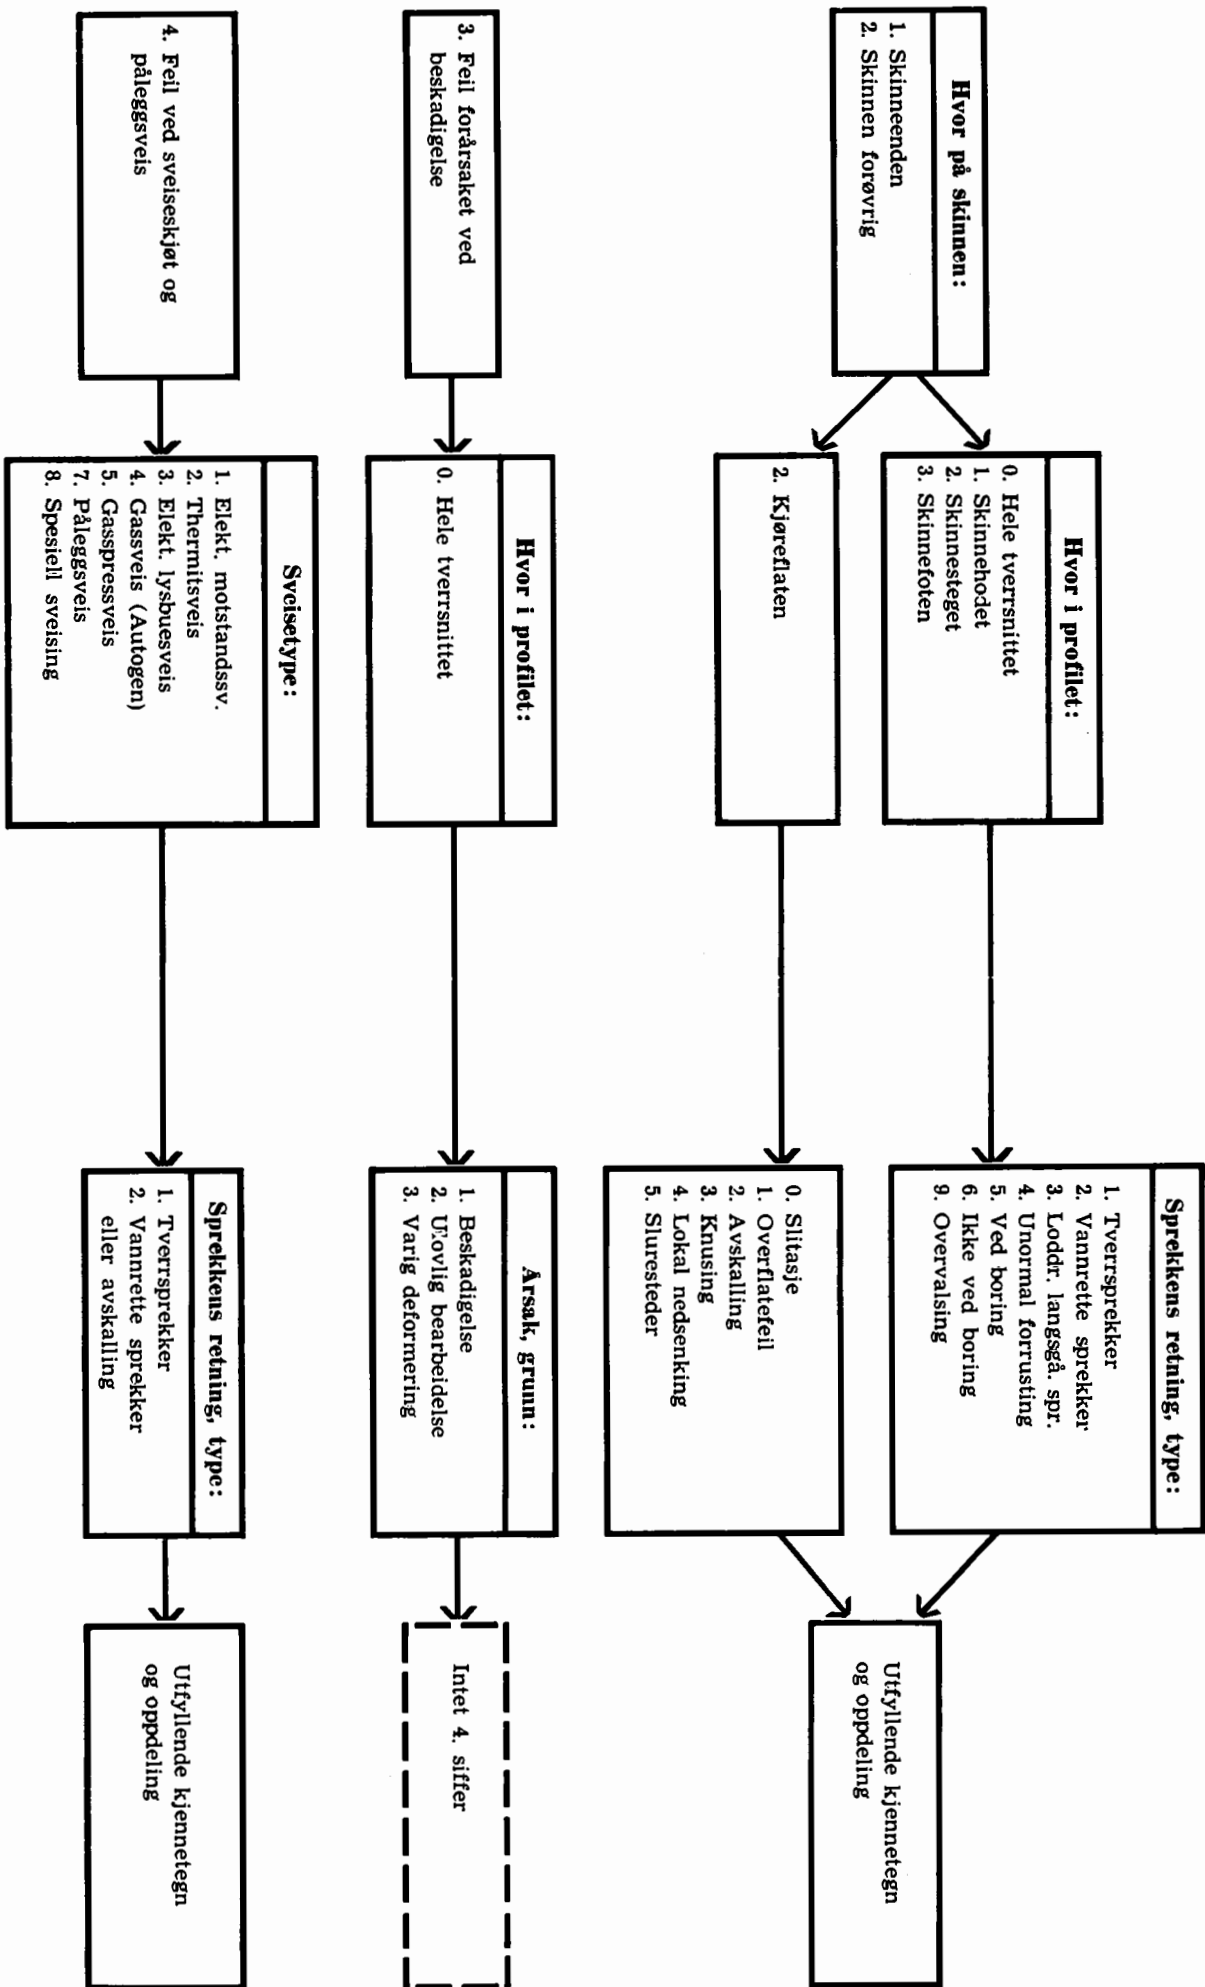 Hvor på skinnen:
1. Skinneenden
2. Skinnen forøvrig
Hvor i profilet:
0. Hele tverrsnittet
1. Skinnehodet
2. Skinnesteget
3. Skinnefoten
2. Kjøreflaten
Sprekkens retning, type:
1. Tverrsprekker
2. Vannrette sprekker
3. Loddr. langsgå. spr.
4. Unormal forrusting
5. Ved boring
6. Ikke ved boring
9. Overvalsing
0. Slitasje
1. Overflatefeil
2. Avskalling
3. Knusing
4. Lokal nedsenking
5. Sluresteder
Utfyllende kjennetegn
og oppdeling
3. Feil forårsaket ved
beskadigelse
Hvor i profilet:
0. Hele tverrsnittet
Årsak, grunn:
1. Beskadigelse
2. Uhovlig bearbeidelse
3. Varig deformering
Intet 4. siffer
4. Feil ved sveiseskjøt og
påleggsveis
Sveisetype:
1. Elekt. motstandssv.
2. Thermitsveis
3. Elekt. lysbuesveis
4. Gassveis (Autogen)
5. Gasspressveis
7. Påleggsveis
8. Spesiell sveising
Sprekkens retning, type:
1. Tverrsprekker
2. Vannrette sprekker
eller avskalling
Utfyllende kjennetegn
og oppdeling